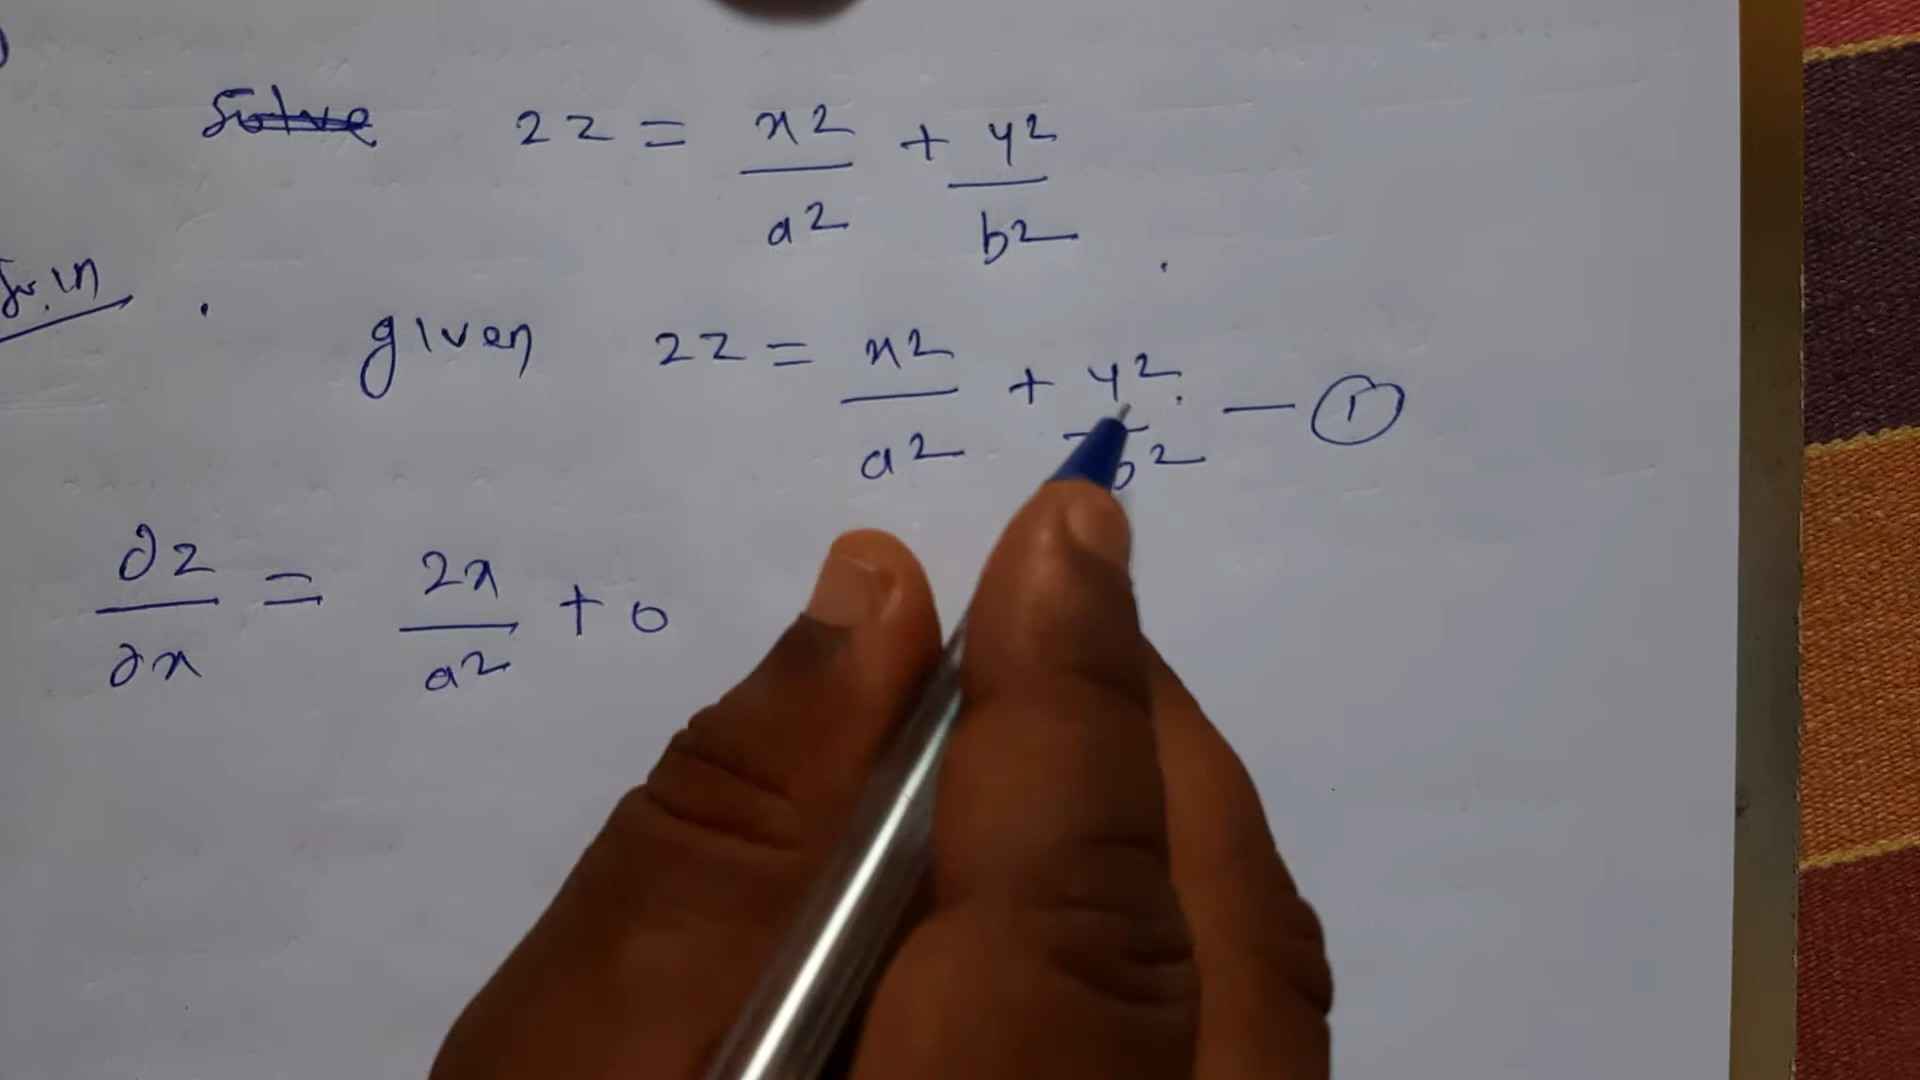 Solve 2z = x2/a2 + y2/b2
given 2z = x2/a2 + y2/b2 — 1
∂z/∂x = 2x/a2 + 0